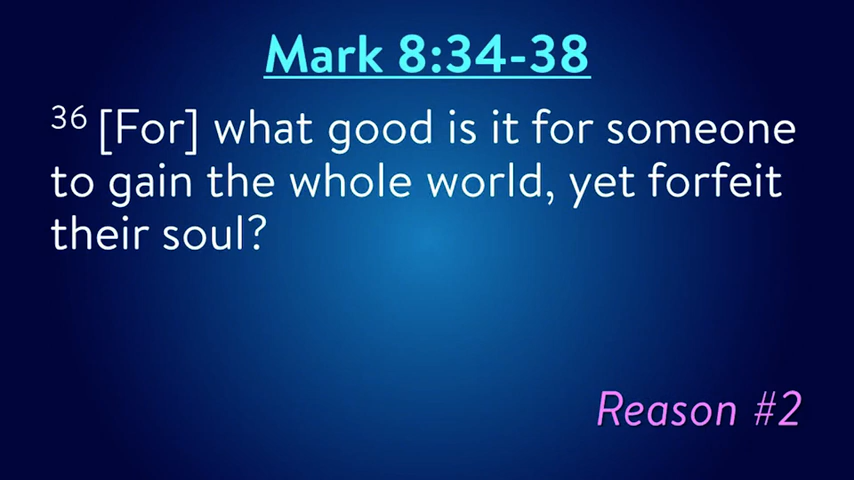 Mark 8:34-38
36 [For] what good is it for someone
to gain the whole world, yet forfeit
their soul?
Reason #2